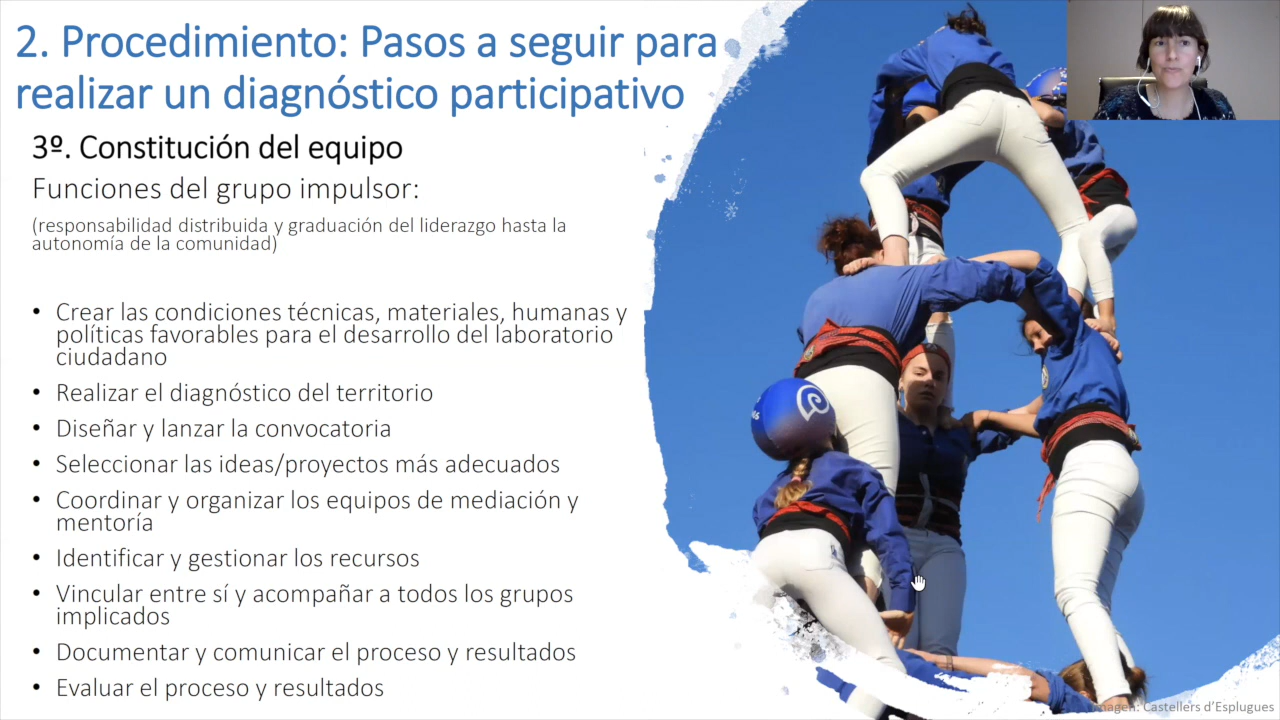 2. Procedimiento: Pasos a seguir para
realizar un diagnóstico participativo
3º. Constitución del equipo
Funciones del grupo impulsor:
(responsabilidad distribuida y graduación del liderazgo hasta la
autonomía de la comunidad)
• Crear las condiciones técnicas, materiales, humanas y
políticas favorables para el desarrollo del laboratorio
ciudadano
• Realizar el diagnóstico del territorio
• Diseñar y lanzar la convocatoria
• Seleccionar las ideas/proyectos más adecuados
• Coordinar y organizar los equipos de mediación y
mentoría
• Identificar y gestionar los recursos
• Vincular entre sí y acompañar a todos los grupos
implicados
• Documentar y comunicar el proceso y resultados
• Evaluar el proceso y resultados
Imagen: Castellers d’Esplugues